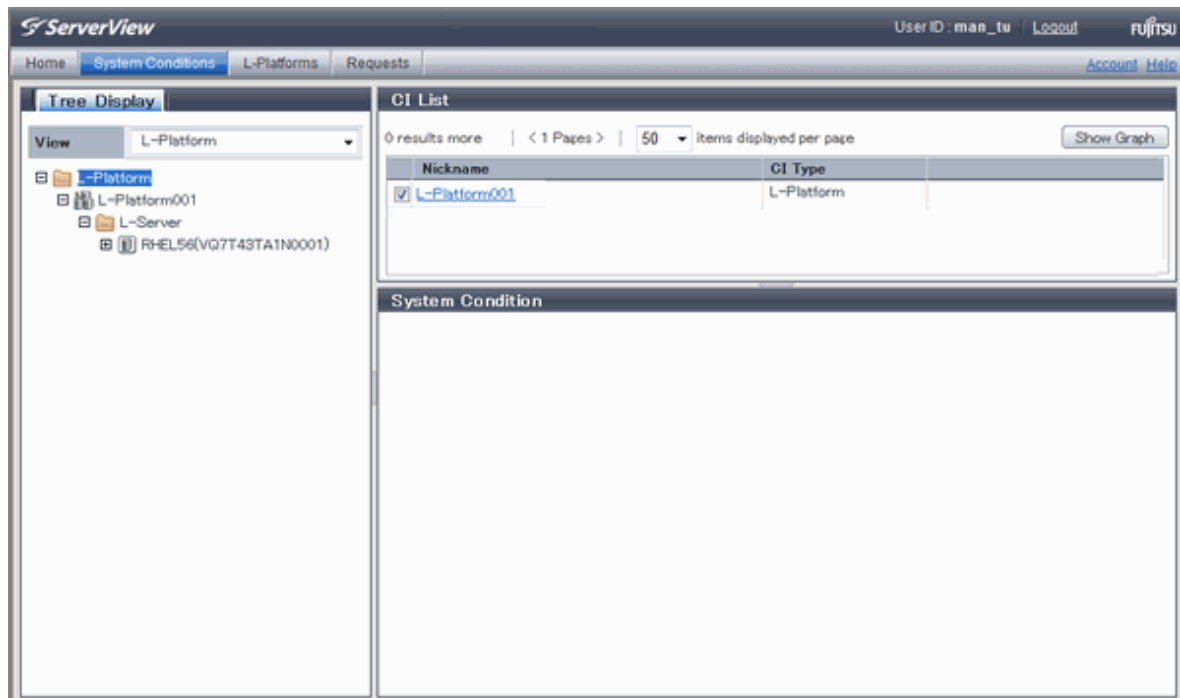 ServerView User ID : man_tu Logout FUJITSU
Home System Conditions L-Platforms Requests Account Help
Tree Display
View L-Platform
L-Platform
L-Platform001
L-Server
RHEL56(VQ7T43TA1N0001)
CI List
0 results more | < 1 Pages > | 50 items displayed per page Show Graph
Nickname CI Type
L-Platform001 L-Platform
System Condition